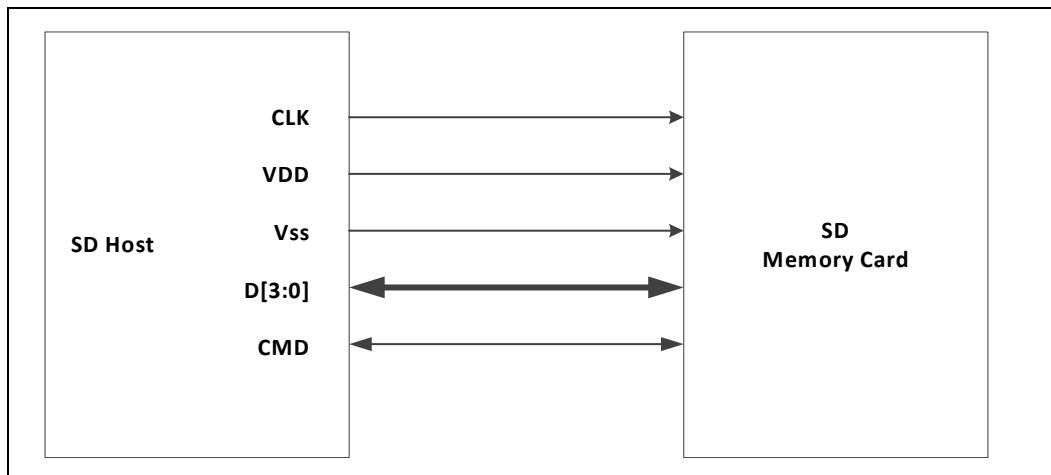 CLK
VDD
Vss
SD Host
D[3:0]
CMD
SD
Memory Card